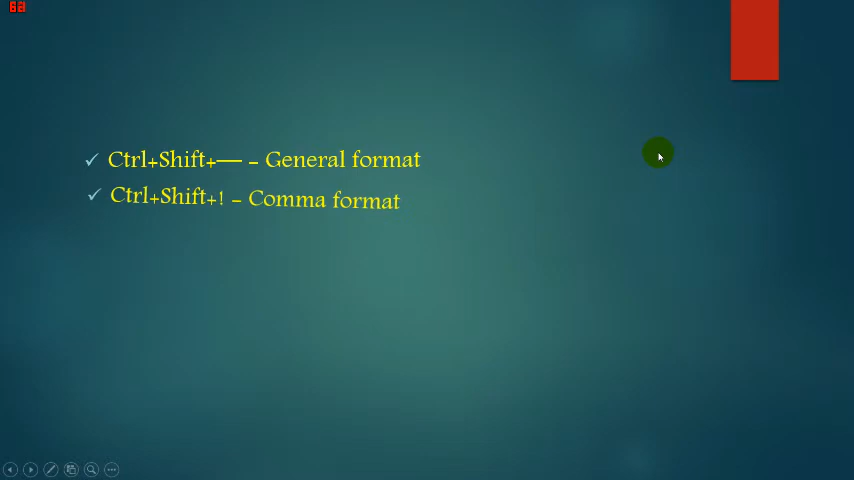 Ctrl+Shift+— – General format
Ctrl+Shift+! – Comma format